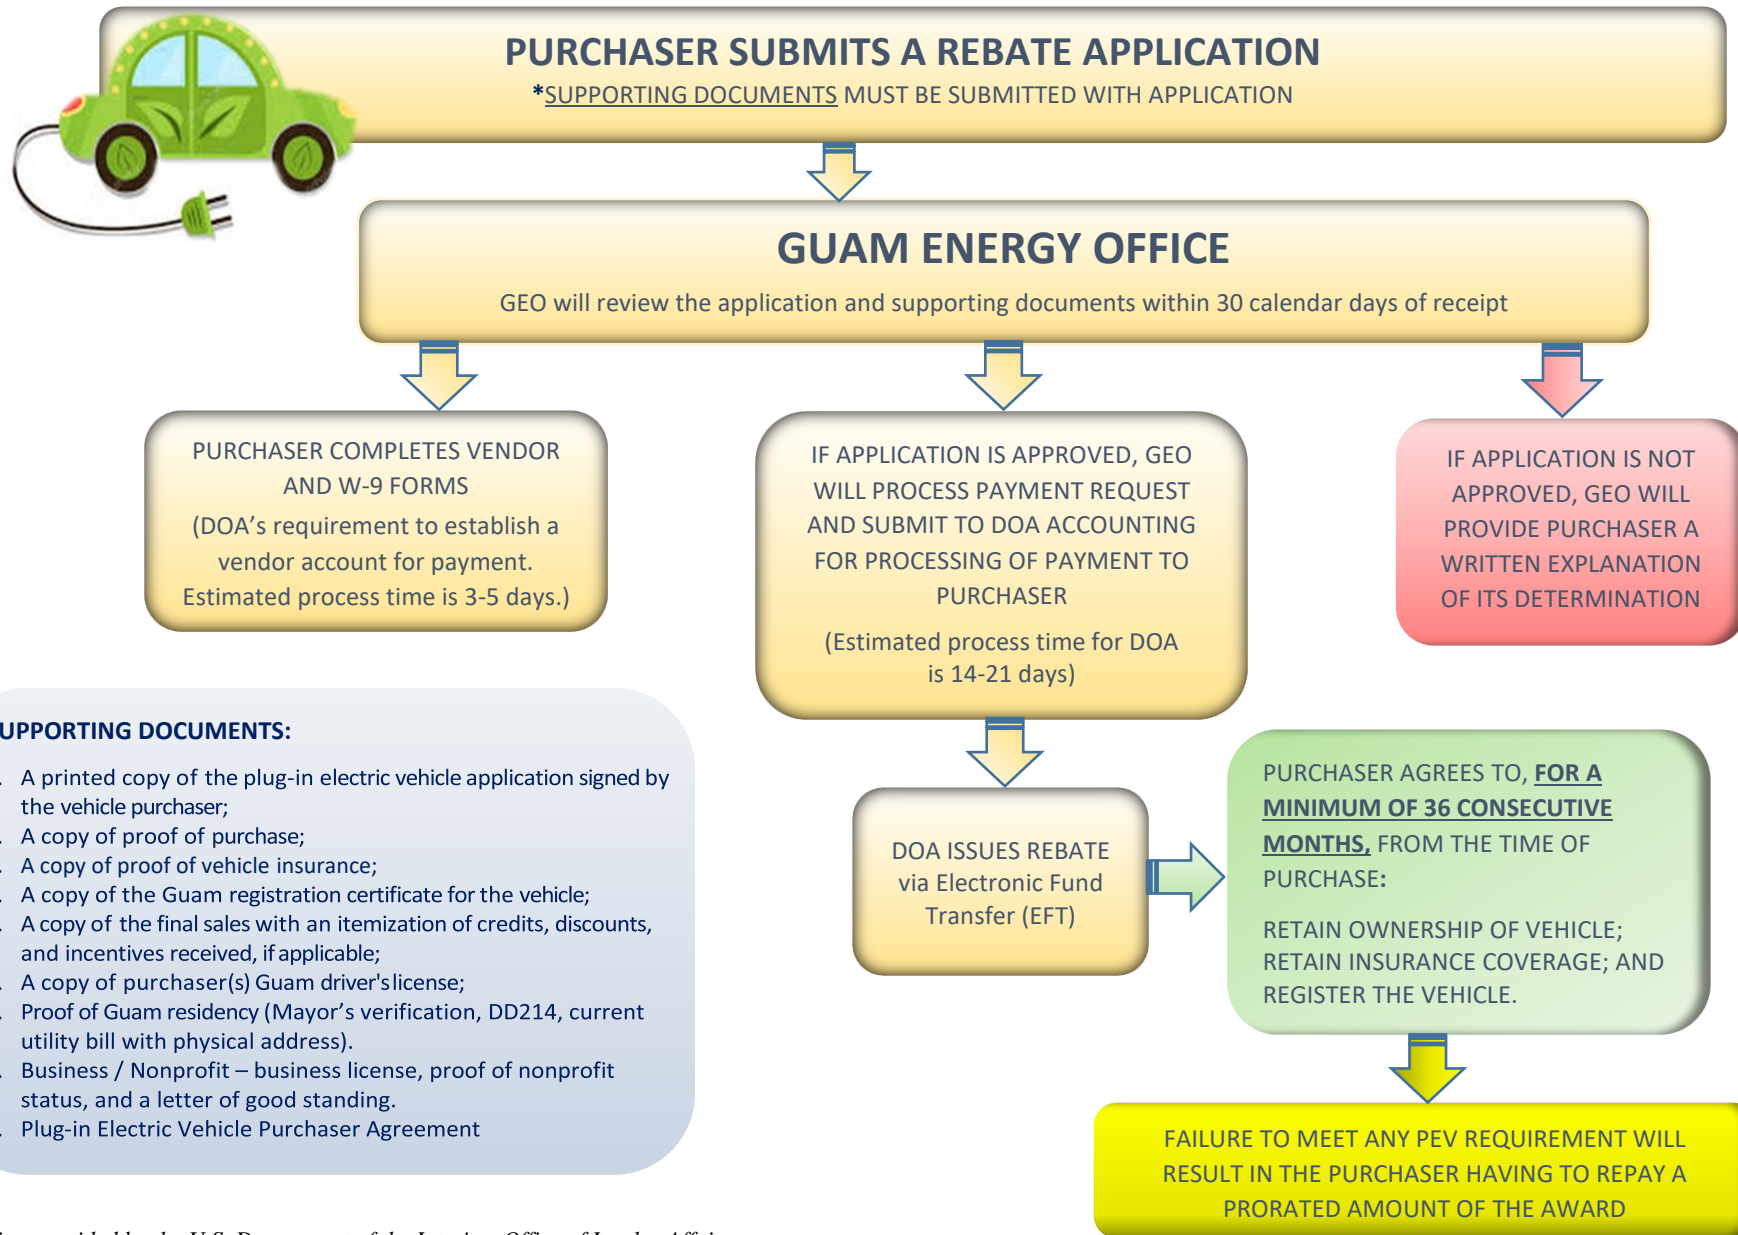 PURCHASER SUBMITS A REBATE APPLICATION
*SUPPORTING DOCUMENTS MUST BE SUBMITTED WITH APPLICATION
GUAM ENERGY OFFICE
GEO will review the application and supporting documents within 30 calendar days of receipt
PURCHASER COMPLETES VENDOR
AND W-9 FORMS
(DOA's requirement to establish a
vendor account for payment.
Estimated process time is 3-5 days.)
IF APPLICATION IS APPROVED, GEO
WILL PROCESS PAYMENT REQUEST
AND SUBMIT TO DOA ACCOUNTING
FOR PROCESSING OF PAYMENT TO
PURCHASER
(Estimated process time for DOA
is 14-21 days)
IF APPLICATION IS NOT
APPROVED, GEO WILL
PROVIDE PURCHASER A
WRITTEN EXPLANATION
OF ITS DETERMINATION
UPPORTING DOCUMENTS:
. A printed copy of the plug-in electric vehicle application signed by
the vehicle purchaser;
. A copy of proof of purchase;
. A copy of proof of vehicle insurance;
. A copy of the Guam registration certificate for the vehicle;
. A copy of the final sales with an itemization of credits, discounts,
and incentives received, if applicable;
. A copy of purchaser(s) Guam driver's license;
. Proof of Guam residency (Mayor's verification, DD214, current
utility bill with physical address).
. Business / Nonprofit – business license, proof of nonprofit
status, and a letter of good standing.
. Plug-in Electric Vehicle Purchaser Agreement
DOA ISSUES REBATE
via Electronic Fund
Transfer (EFT)
PURCHASER AGREES TO, FOR A
MINIMUM OF 36 CONSECUTIVE
MONTHS, FROM THE TIME OF
PURCHASE:
RETAIN OWNERSHIP OF VEHICLE;
RETAIN INSURANCE COVERAGE; AND
REGISTER THE VEHICLE.
FAILURE TO MEET ANY PEV REQUIREMENT WILL
RESULT IN THE PURCHASER HAVING TO REPAY A
PRORATED AMOUNT OF THE AWARD